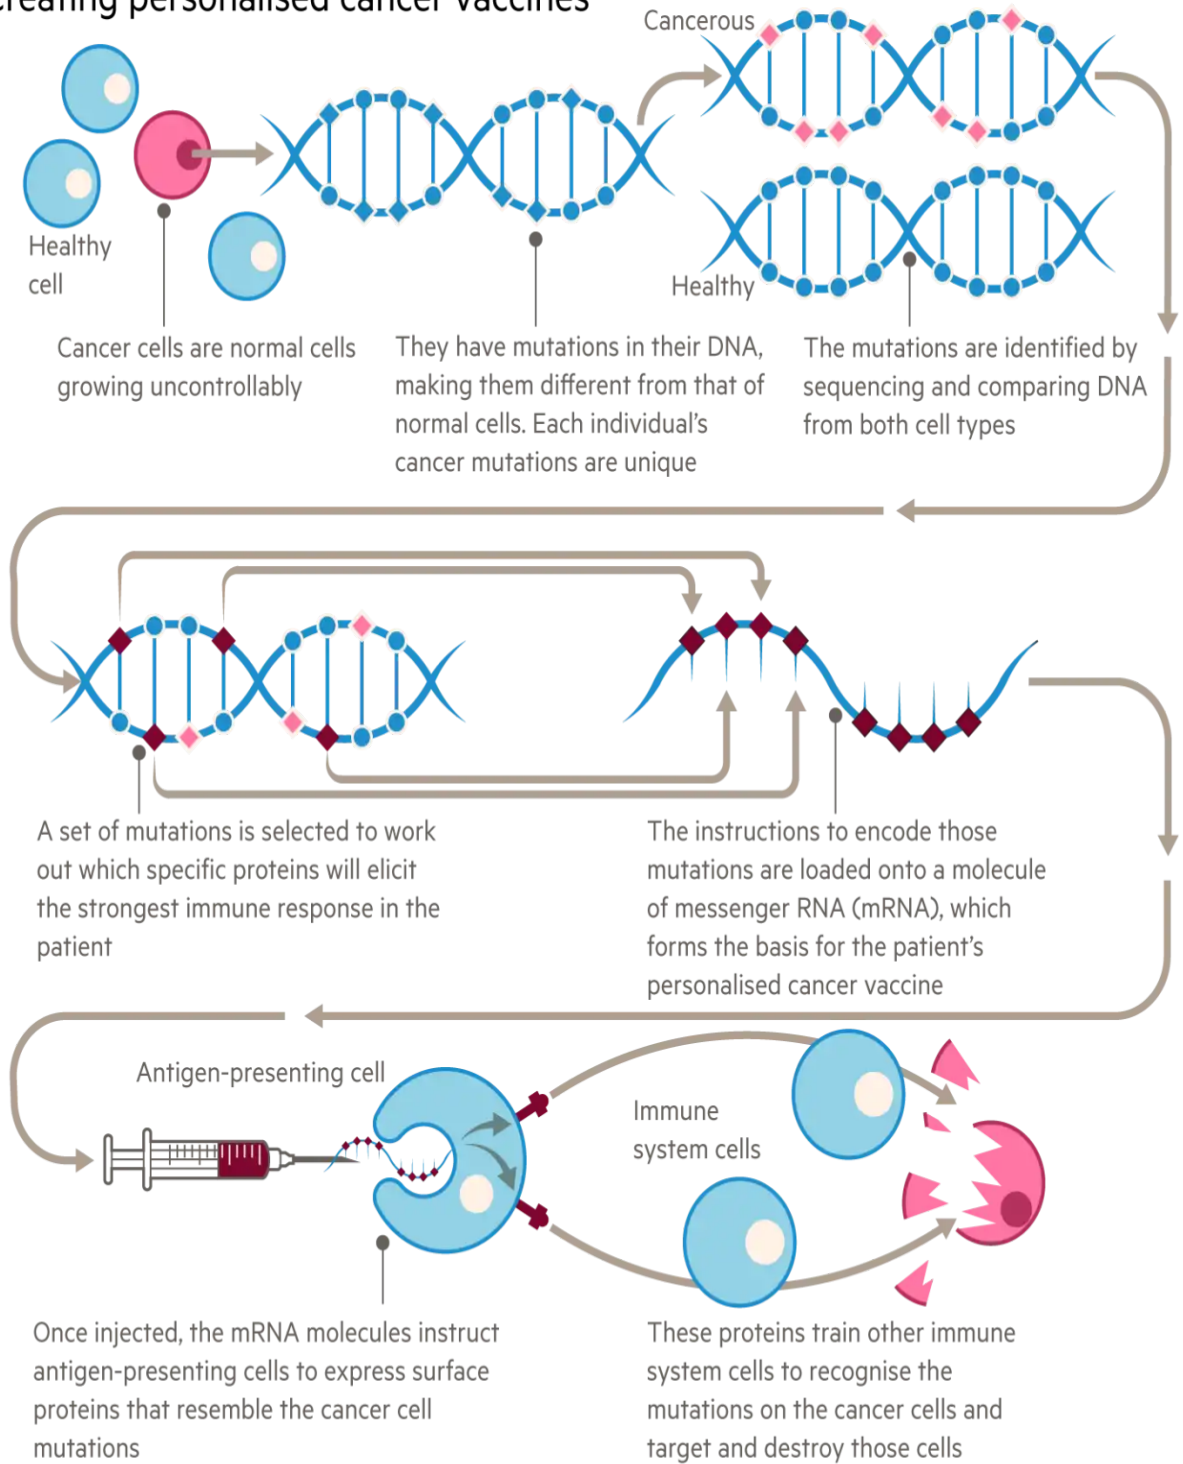 creating personalised cancer vaccines
Cancerous
Healthy
cell
Healthy
Cancer cells are normal cells
growing uncontrollably
They have mutations in their DNA,
making them different from that of
normal cells. Each individual's
cancer mutations are unique
The mutations are identified by
sequencing and comparing DNA
from both cell types
A set of mutations is selected to work
out which specific proteins will elicit
the strongest immune response in the
patient
The instructions to encode those
mutations are loaded onto a molecule
of messenger RNA (mRNA), which
forms the basis for the patient's
personalised cancer vaccine
Antigen-presenting cell
Immune
system cells
Once injected, the mRNA molecules instruct
antigen-presenting cells to express surface
proteins that resemble the cancer cell
mutations
These proteins train other immune
system cells to recognise the
mutations on the cancer cells and
target and destroy those cells